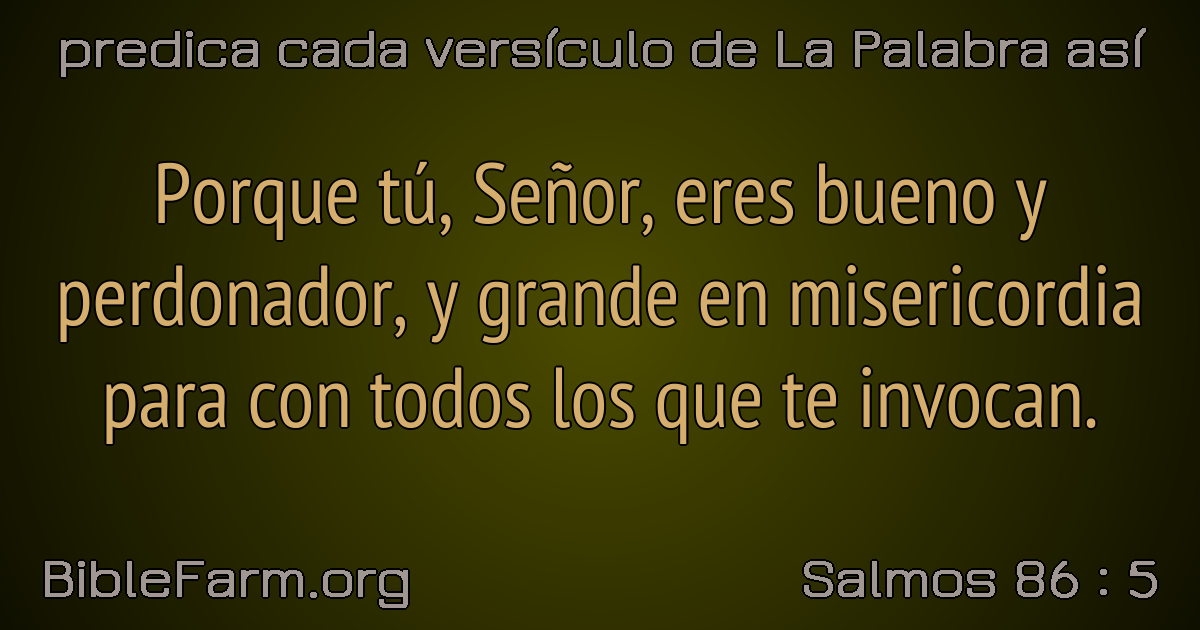 predica cada versículo de La Palabra así
Porque tú, Señor, eres bueno y
perdonador, y grande en misericordia
para con todos los que te invocan.
BibleFarm.org
Salmos 86 : 5